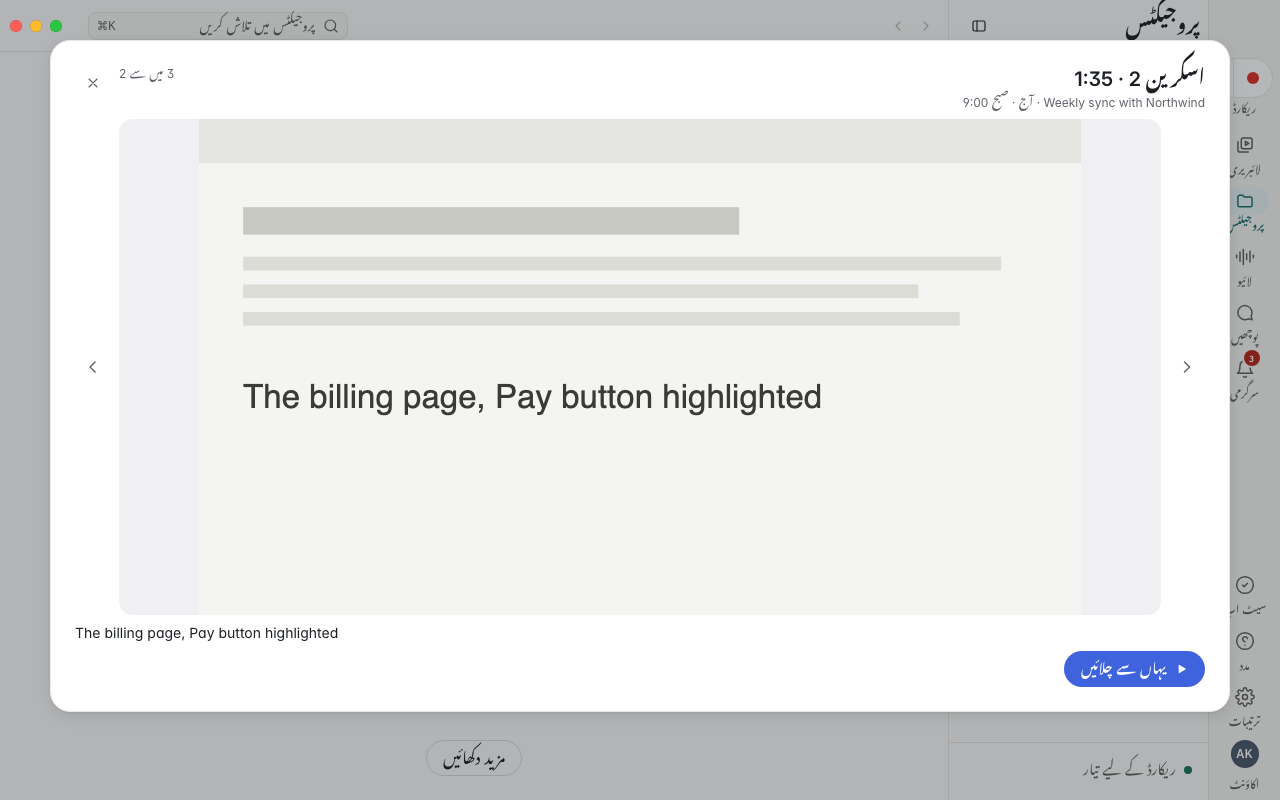 پروجیکٹس
پروجیکٹس میں تلاش کریں
⌘K
اسکرین 2 · 1:35
Weekly sync with Northwind · آج · صبح 9:00
3 میں سے 2
The billing page, Pay button highlighted
The billing page, Pay button highlighted
یہاں سے چلائیں
مزید دکھائیں
ریکارڈ کے لیے تیار
ریکارڈ
لائبریری
پروجیکٹس
لائیو
پوچھیں
3
سرگرمی
سیٹ اپ
مدد
ترتیبات
AK
اکاؤنٹ